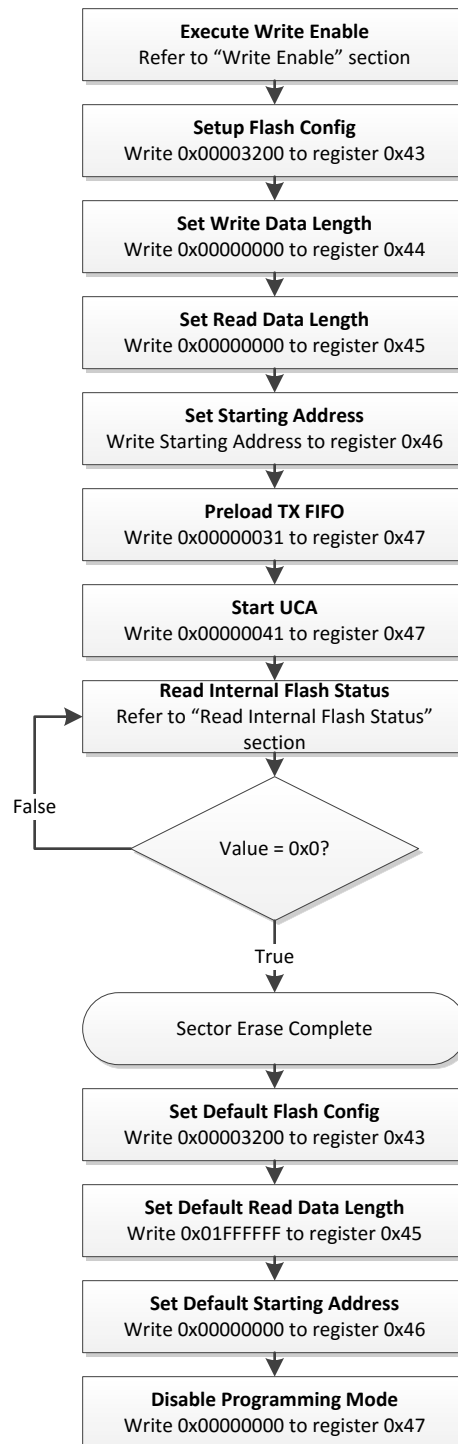 Execute Write Enable
Refer to “Write Enable” section
Setup Flash Config
Write 0x00003200 to register 0x43
Set Write Data Length
Write 0x00000000 to register 0x44
Set Read Data Length
Write 0x00000000 to register 0x45
Set Starting Address
Write Starting Address to register 0x46
Preload TX FIFO
Write 0x00000031 to register 0x47
Start UCA
Write 0x00000041 to register 0x47
Read Internal Flash Status
Refer to “Read Internal Flash Status”
section
False
Value = 0x0?
True
Sector Erase Complete
Set Default Flash Config
Write 0x00003200 to register 0x43
Set Default Read Data Length
Write 0x01FFFFFF to register 0x45
Set Default Starting Address
Write 0x00000000 to register 0x46
Disable Programming Mode
Write 0x00000000 to register 0x47